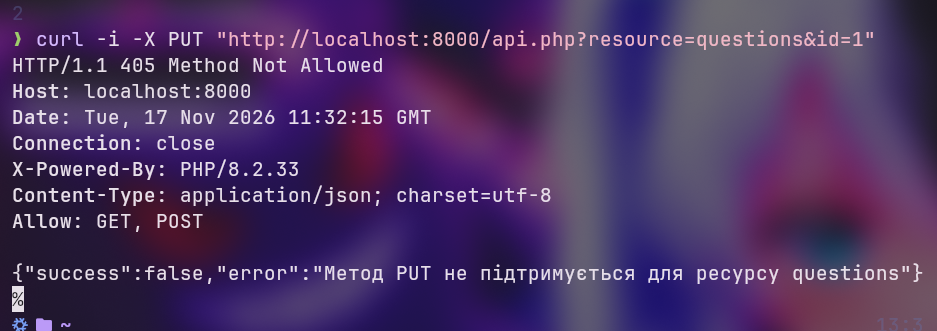 2
❯ curl -i -X PUT "http://localhost:8000/api.php?resource=questions&id=1"
HTTP/1.1 405 Method Not Allowed
Host: localhost:8000
Date: Tue, 17 Nov 2026 11:32:15 GMT
Connection: close
X-Powered-By: PHP/8.2.33
Content-Type: application/json; charset=utf-8
Allow: GET, POST

{"success":false,"error":"Метод PUT не підтримується для ресурсу questions"}
%
~